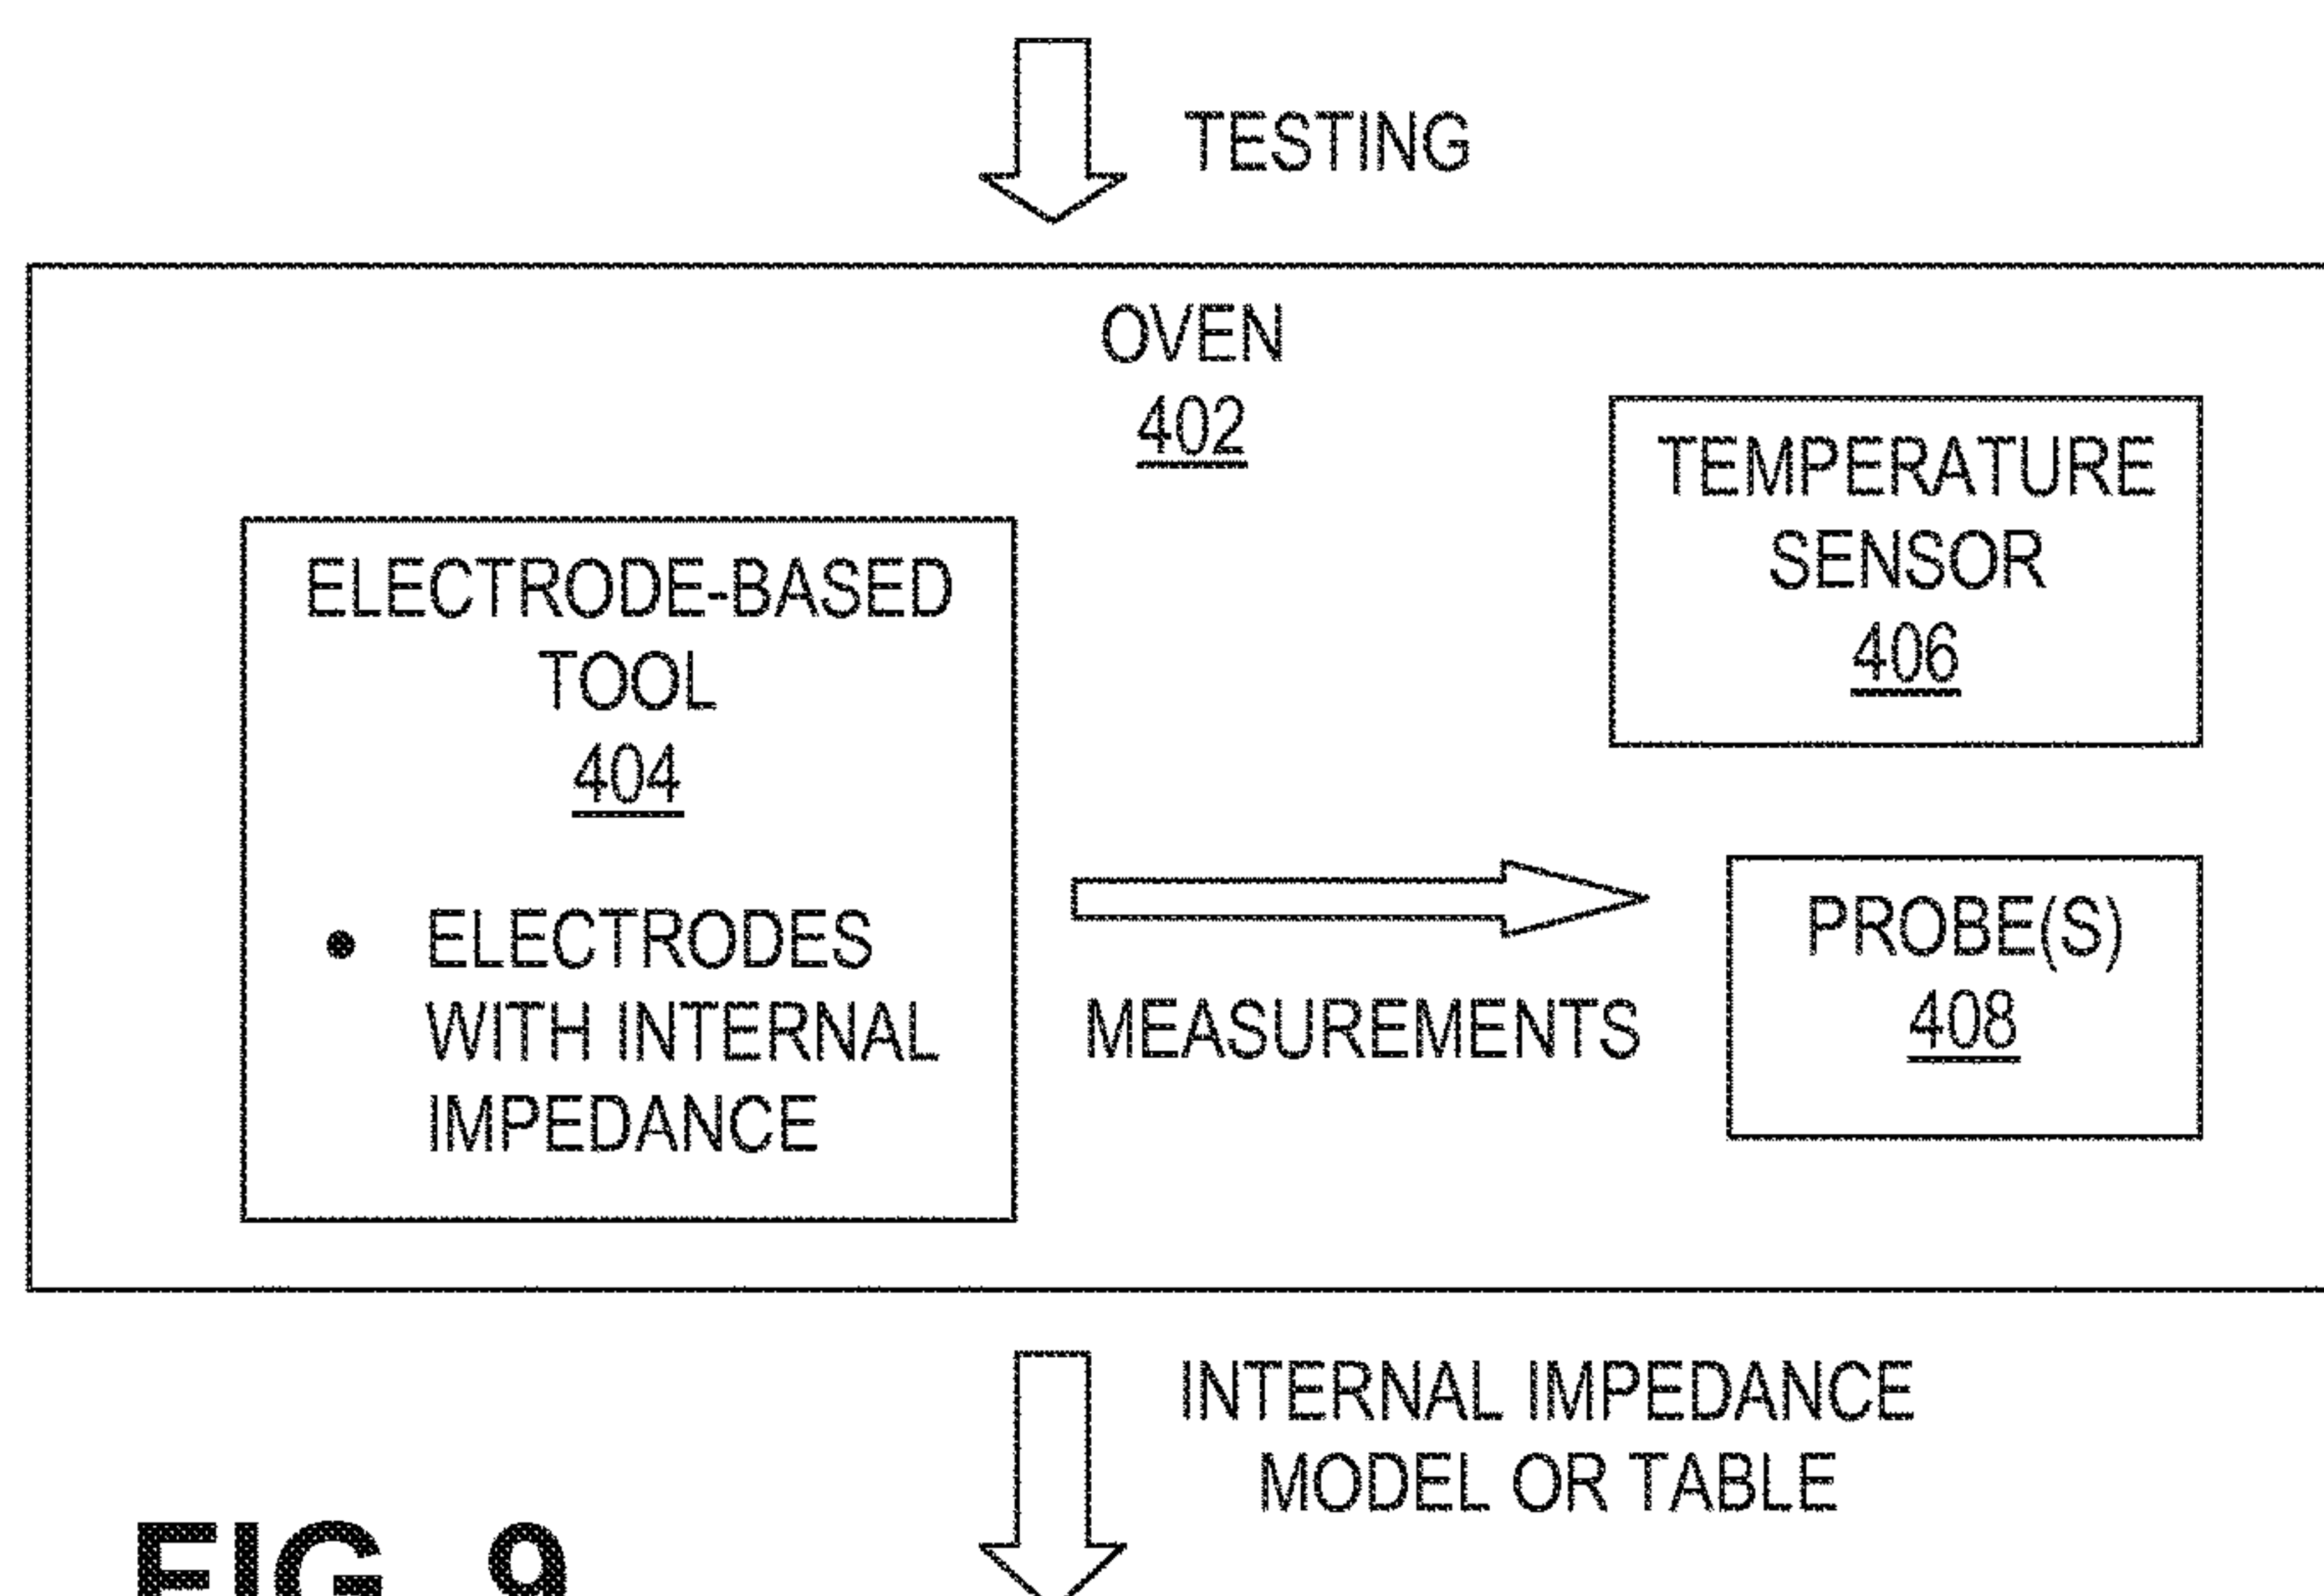 TESTING
OVEN
402
TEMPERATURE
SENSOR
406
ELECTRODE-BASED
TOOL
404
• ELECTRODES
WITH INTERNAL
IMPEDANCE
MEASUREMENTS
PROBE(S)
408
INTERNAL IMPEDANCE
MODEL OR TABLE
FIG. 9